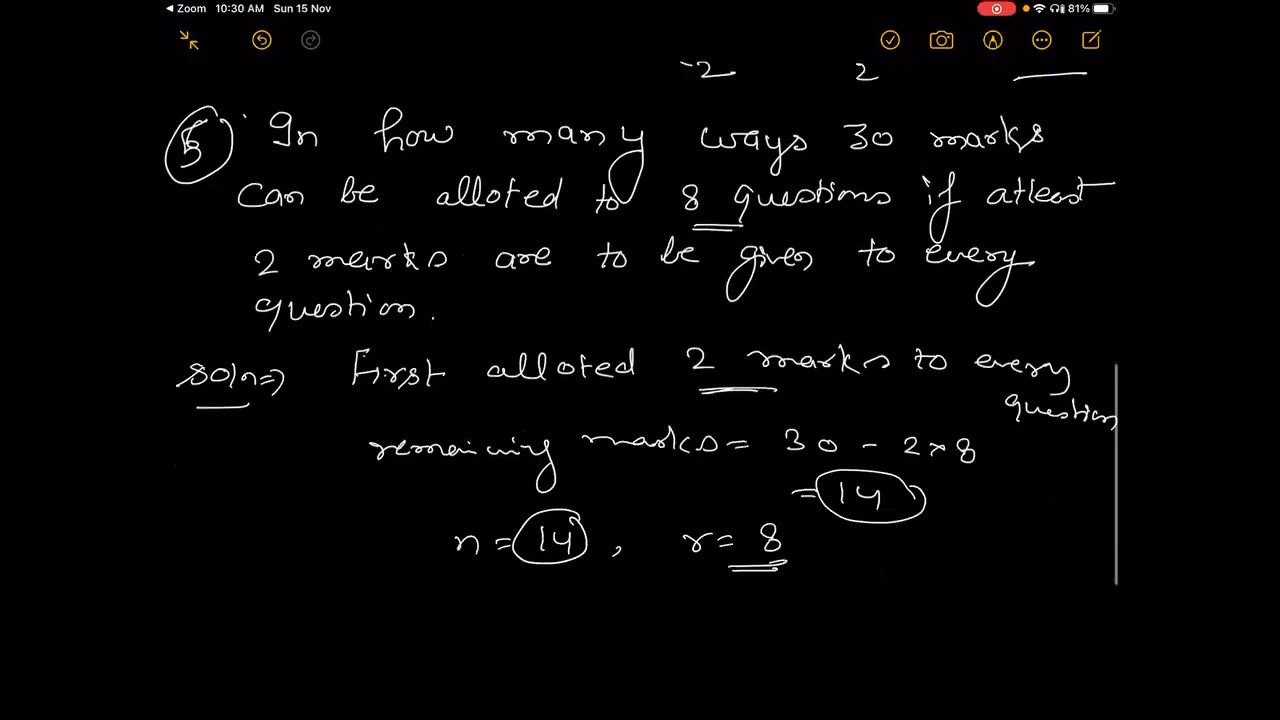 Zoom 10:30 AM Sun 15 Nov 81%
-2 2
5 In how many ways 30 marks
can be alloted to 8 questions if atleast
2 marks are to be given to every
question.
soln⇒ First alloted 2 marks to every
question
remaining marks = 30 - 2×8
= 14
n = 14, r = 8